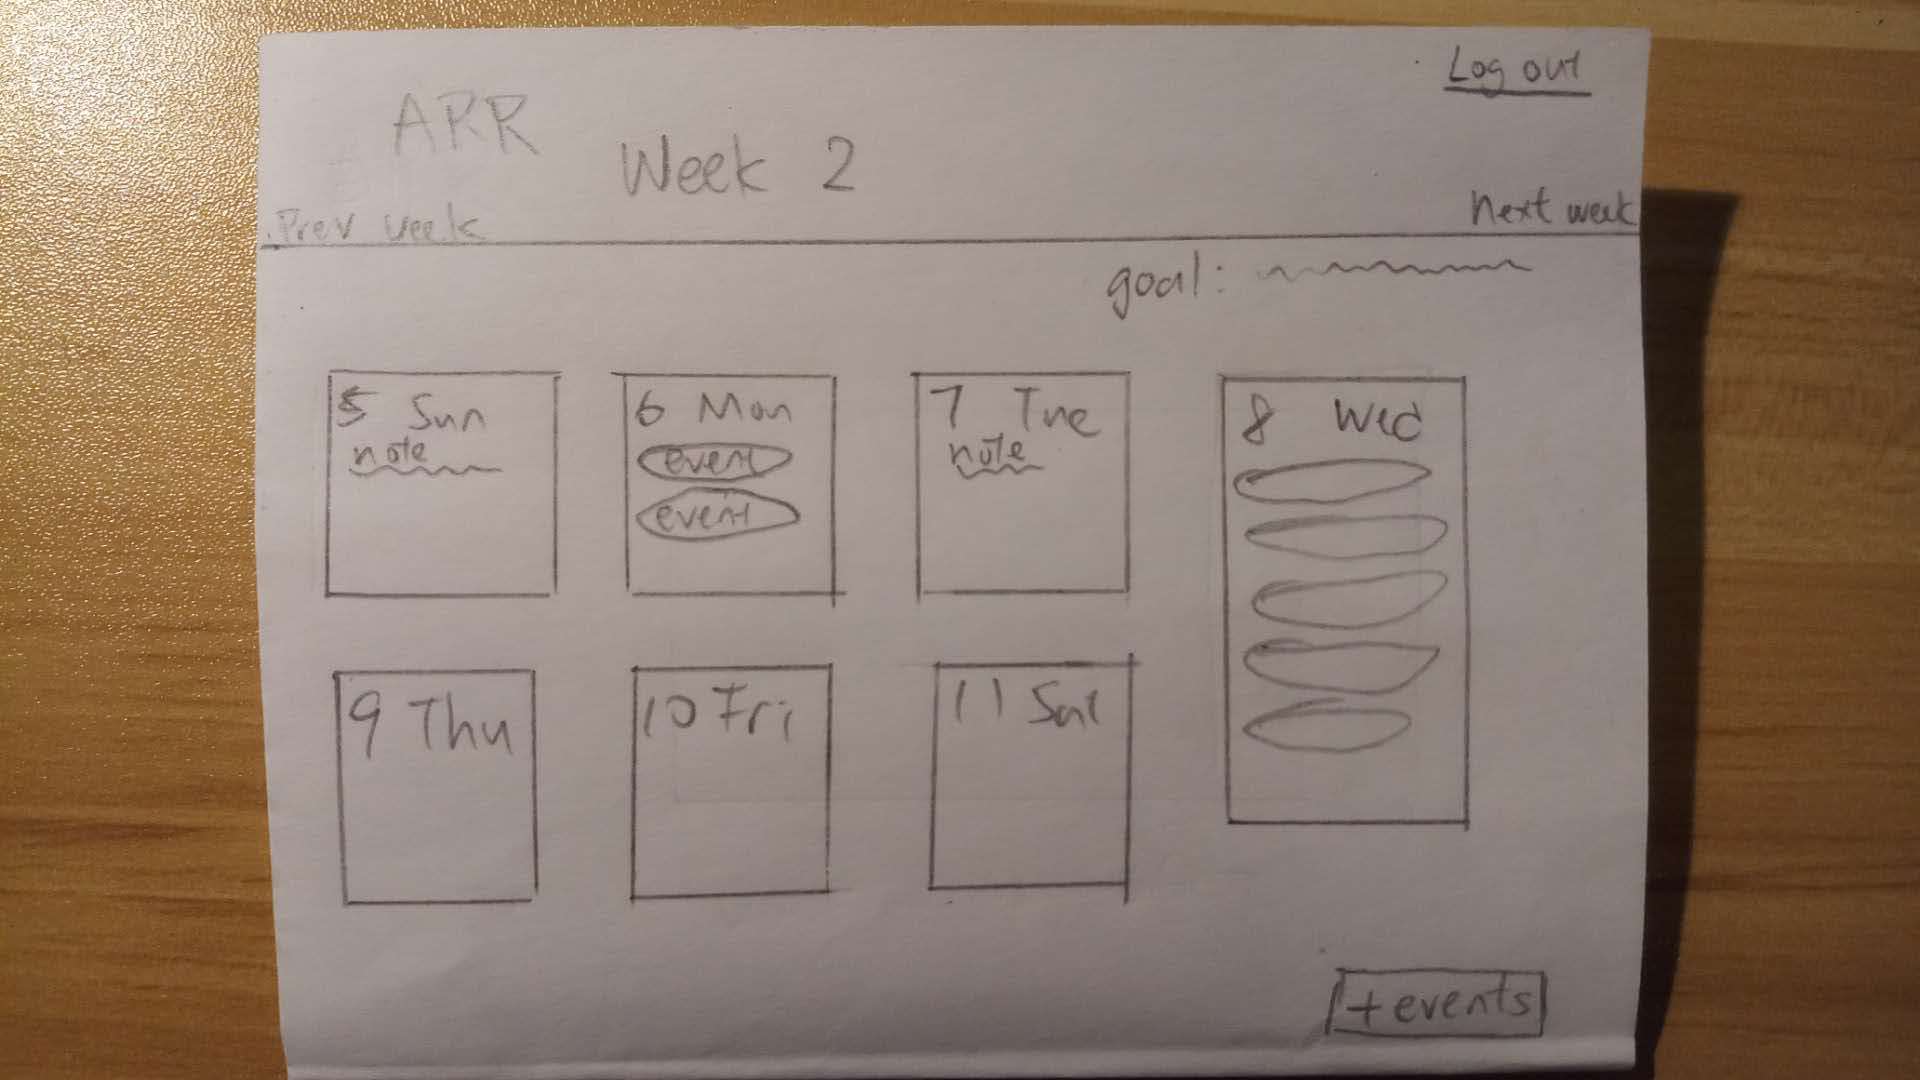 Log out
ARR
Week 2
Prev week
Next week
goal:
5 Sun
note
6 Mon
event
event
7 Tue
note
8 Wed
9 Thu
10 Fri
11 Sat
+events